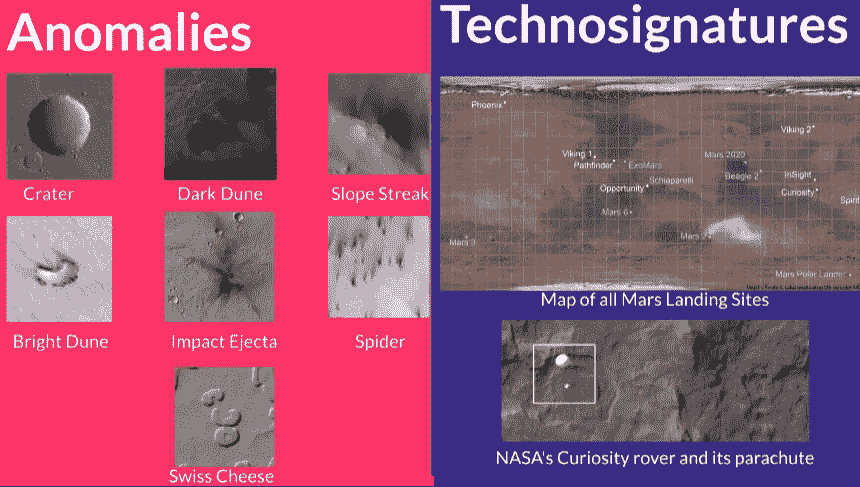 Anomalies
Crater
Dark Dune
Slope Streak
Bright Dune
Impact Ejecta
Spider
Swiss Cheese
Technosignatures
Phoenix
Viking 2
Viking 1
Mars 2020
Pathfinder
ExoMars
Beagle 2
InSight
Schiaparelli
Opportunity
Curiosity
Spirit
Mars 6
Mars 3
Mars
Mars Polar Lander
Map of all Mars Landing Sites
NASA's Curiosity rover and its parachute